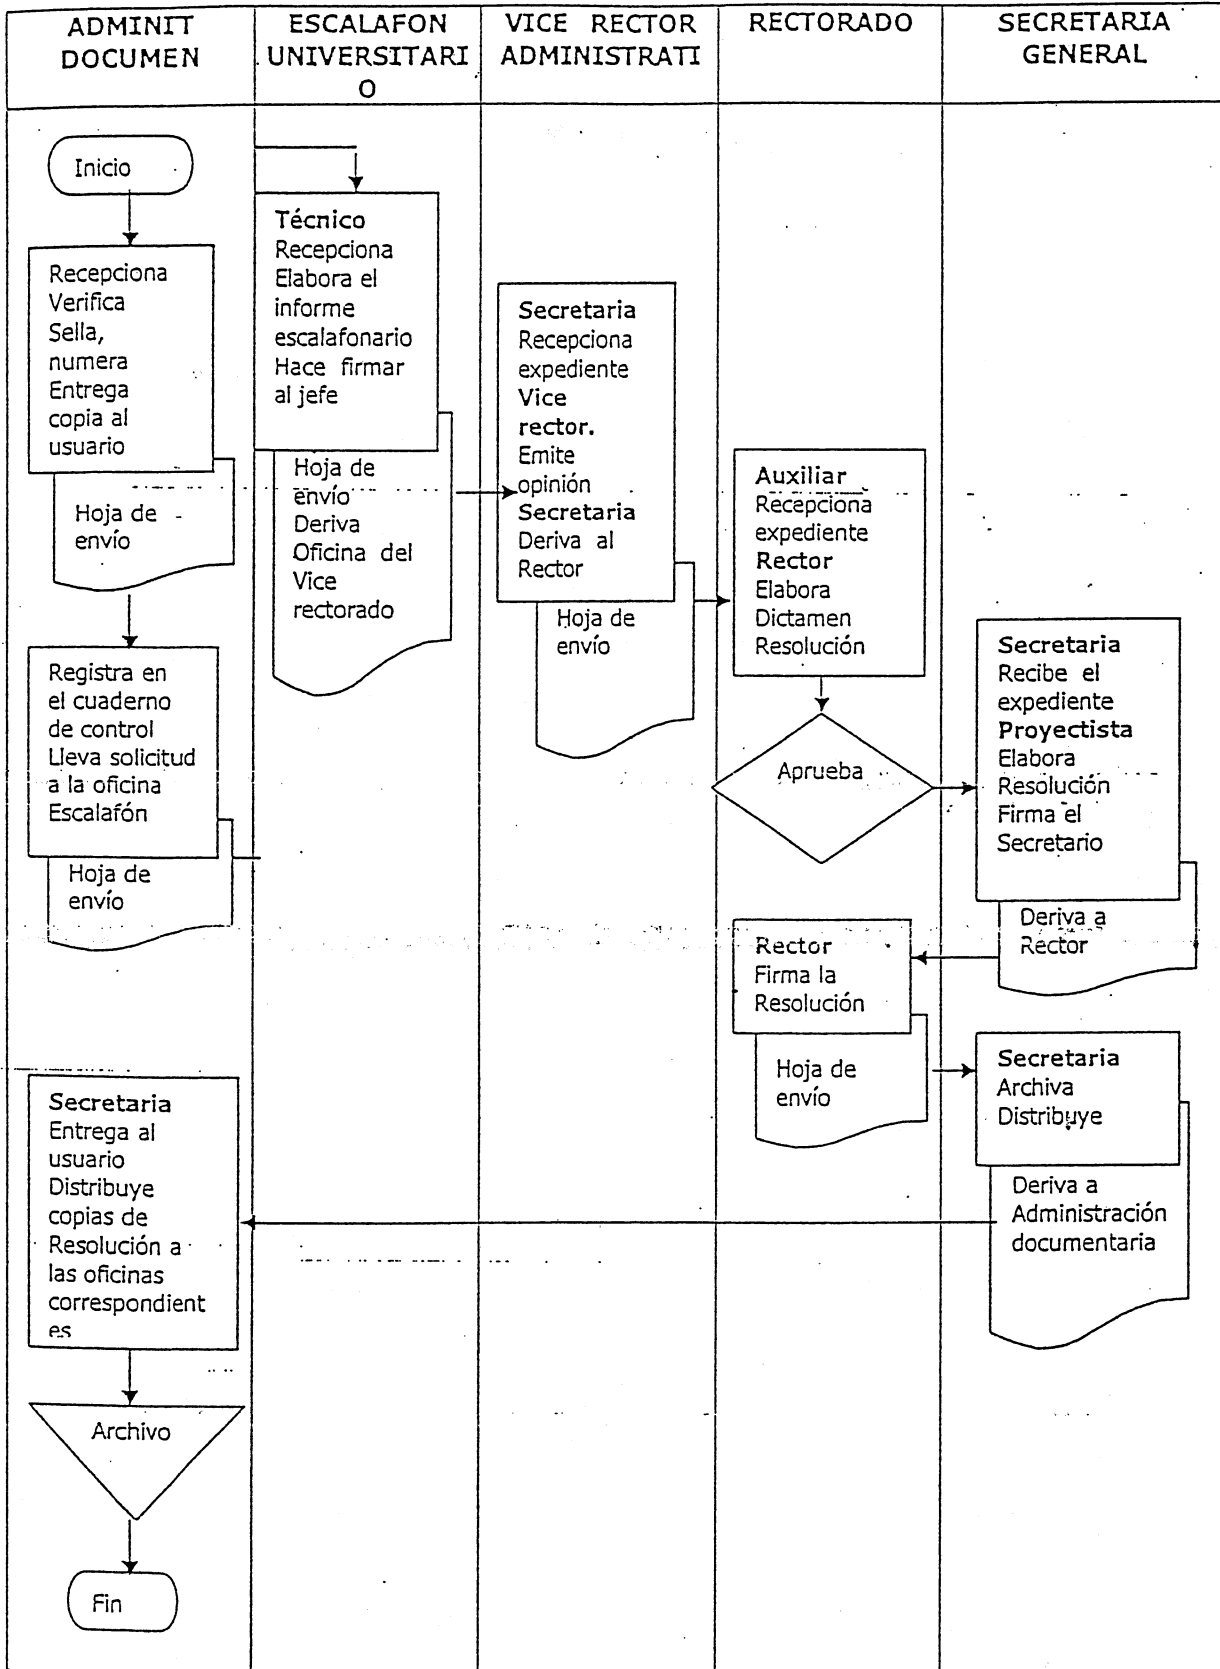 ADMINIT
DOCUMEN
ESCALAFON
UNIVERSITARI
O
VICE RECTOR
ADMINISTRATI
RECTORADO
SECRETARIA
GENERAL
Inicio
Recepciona
Verifica
Sella,
numera
Entrega
copia al
usuario
Hoja de
envío
Registra en
el cuaderno
de control
Lleva solicitud
a la oficina
Escalafón
Hoja de
envío
Técnico
Recepciona
Elabora el
informe
escalafonario
Hace firmar
al jefe
Hoja de
envío
Deriva
Oficina del
Vice
rectorado
Secretaria
Recepciona
expediente
Vice
rector.
Emite
opinión
Secretaria
Deriva al
Rector
Hoja de
envío
Auxiliar
Recepciona
expediente
Rector
Elabora
Dictamen
Resolución
Aprueba
Secretaria
Recibe el
expediente
Proyectista
Elabora
Resolución
Firma el
Secretario
Deriva a
Rector
Rector
Firma la
Resolución
Hoja de
envío
Secretaria
Archiva
Distribuye
Deriva a
Administración
documentaria
Secretaria
Entrega al
usuario
Distribuye
copias de
Resolución a
las oficinas
correspondient
es
Archivo
Fin